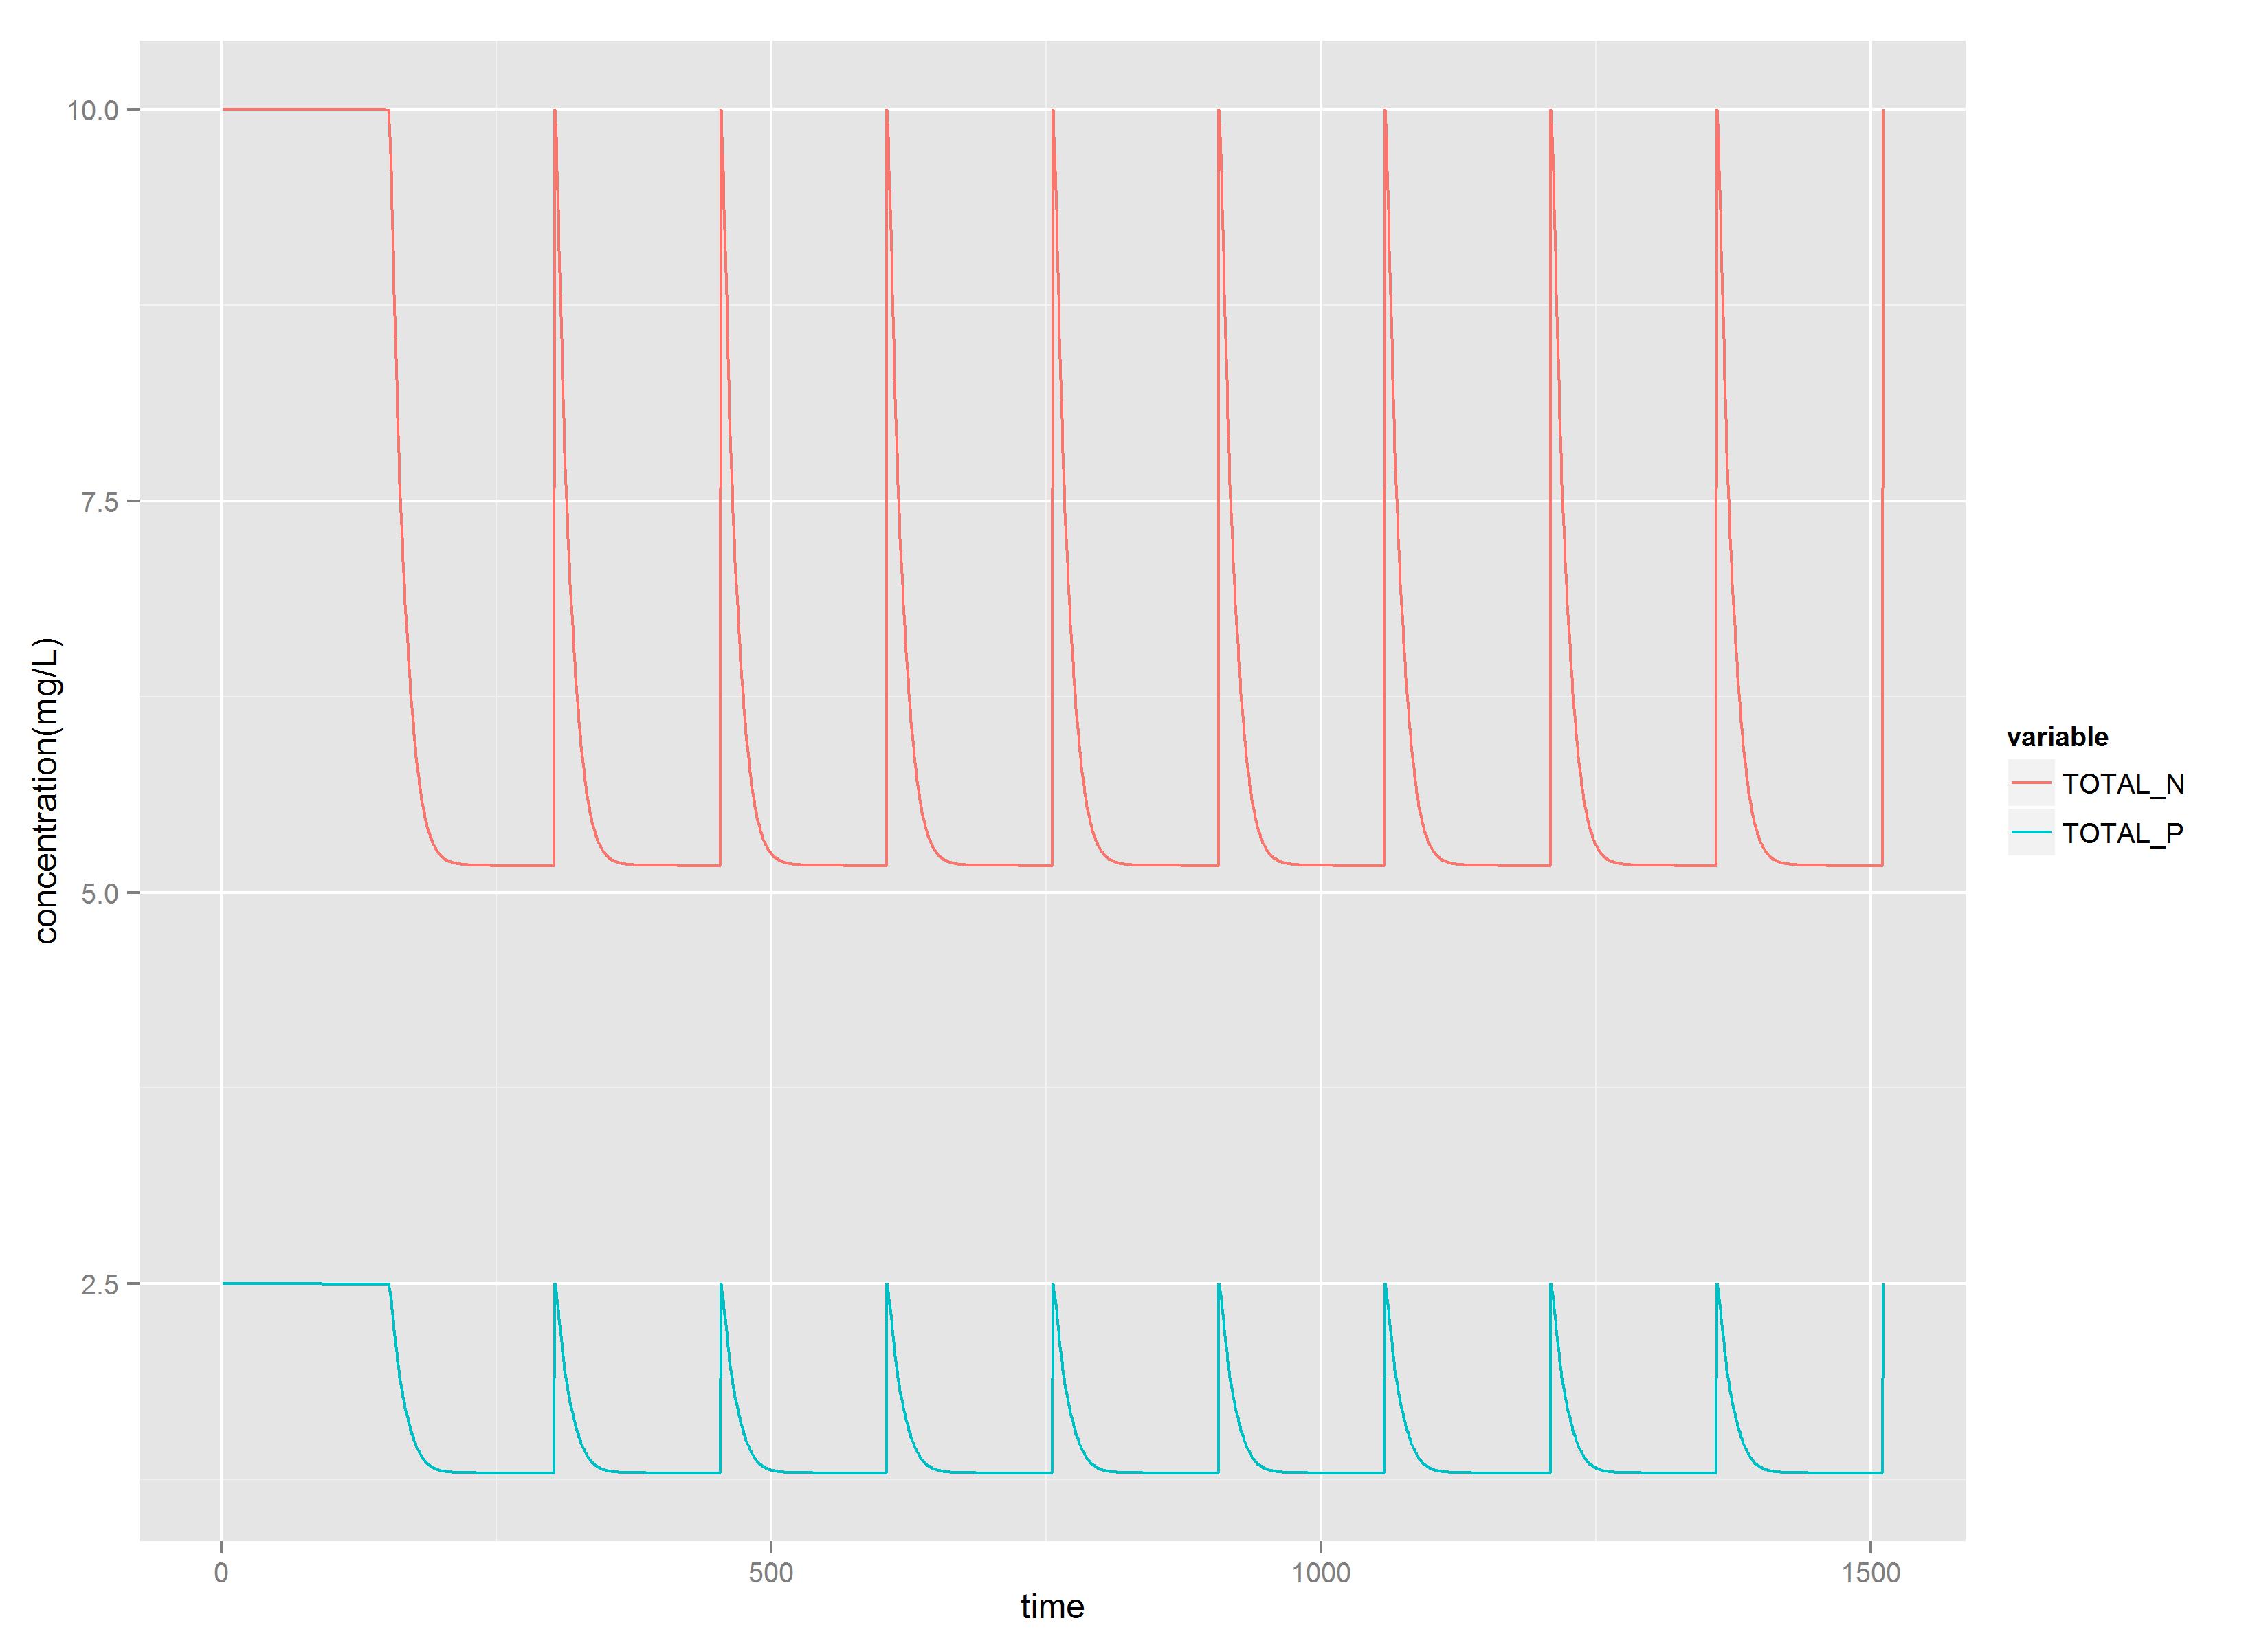 10.0
7.5
5.0
2.5
concentration(mg/L)
0 500 1000 1500
time
variable
TOTAL_N
TOTAL_P